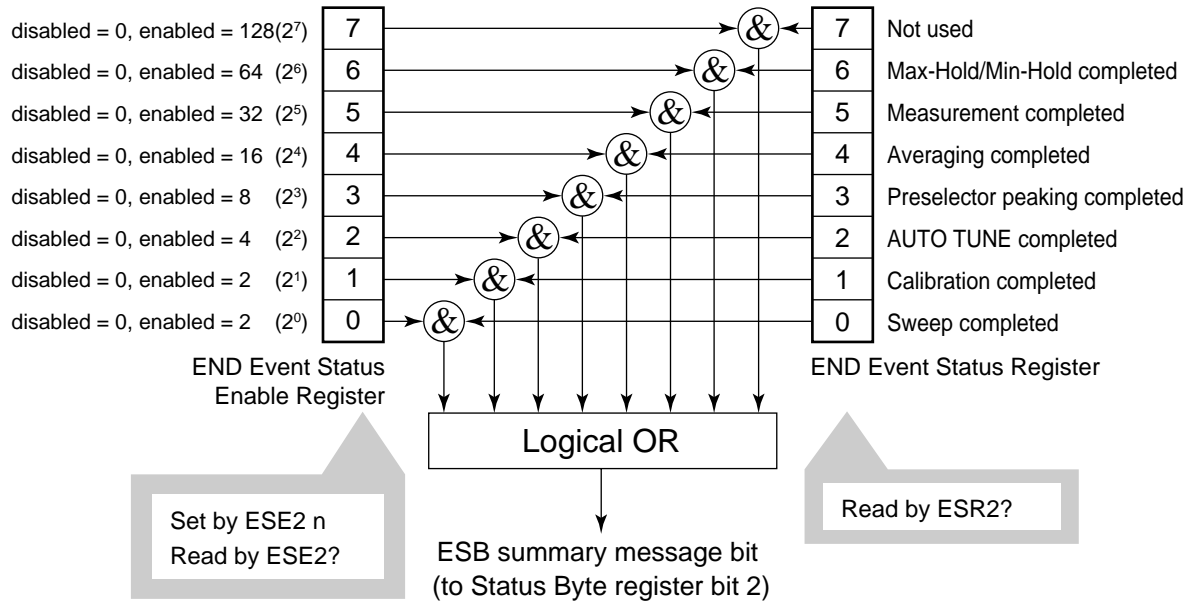 disabled = 0, enabled = 128(2⁷) 7 & 7 Not used
disabled = 0, enabled = 64 (2⁶) 6 & 6 Max-Hold/Min-Hold completed
disabled = 0, enabled = 32 (2⁵) 5 & 5 Measurement completed
disabled = 0, enabled = 16 (2⁴) 4 & 4 Averaging completed
disabled = 0, enabled = 8 (2³) 3 & 3 Preselector peaking completed
disabled = 0, enabled = 4 (2²) 2 & 2 AUTO TUNE completed
disabled = 0, enabled = 2 (2¹) 1 & 1 Calibration completed
disabled = 0, enabled = 2 (2⁰) 0 & 0 Sweep completed
END Event Status
Enable Register
END Event Status Register
Logical OR
Set by ESE2 n
Read by ESE2?
Read by ESR2?
ESB summary message bit
(to Status Byte register bit 2)